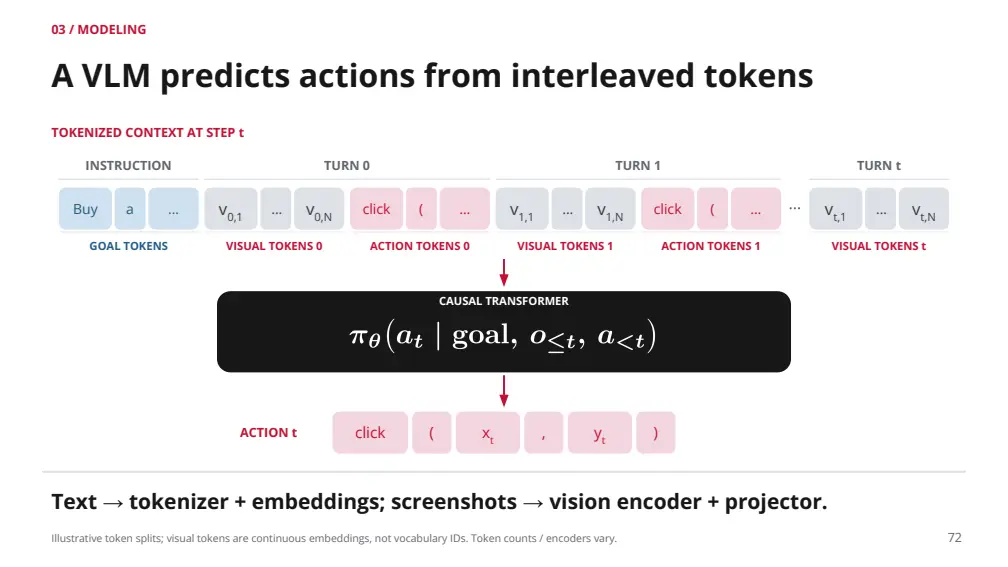 03 / MODELING
A VLM predicts actions from interleaved tokens
TOKENIZED CONTEXT AT STEP t
INSTRUCTION TURN 0 TURN 1 TURN t
Buy a ... v0,1 ... v0,N click ( ... v1,1 ... v1,N click ( ... ... vt,1 ... vt,N
GOAL TOKENS VISUAL TOKENS 0 ACTION TOKENS 0 VISUAL TOKENS 1 ACTION TOKENS 1 VISUAL TOKENS t
CAUSAL TRANSFORMER
πθ(at | goal, o≤t, a<t)
ACTION t click ( xt , yt )
Text → tokenizer + embeddings; screenshots → vision encoder + projector.
Illustrative token splits; visual tokens are continuous embeddings, not vocabulary IDs. Token counts / encoders vary.
72